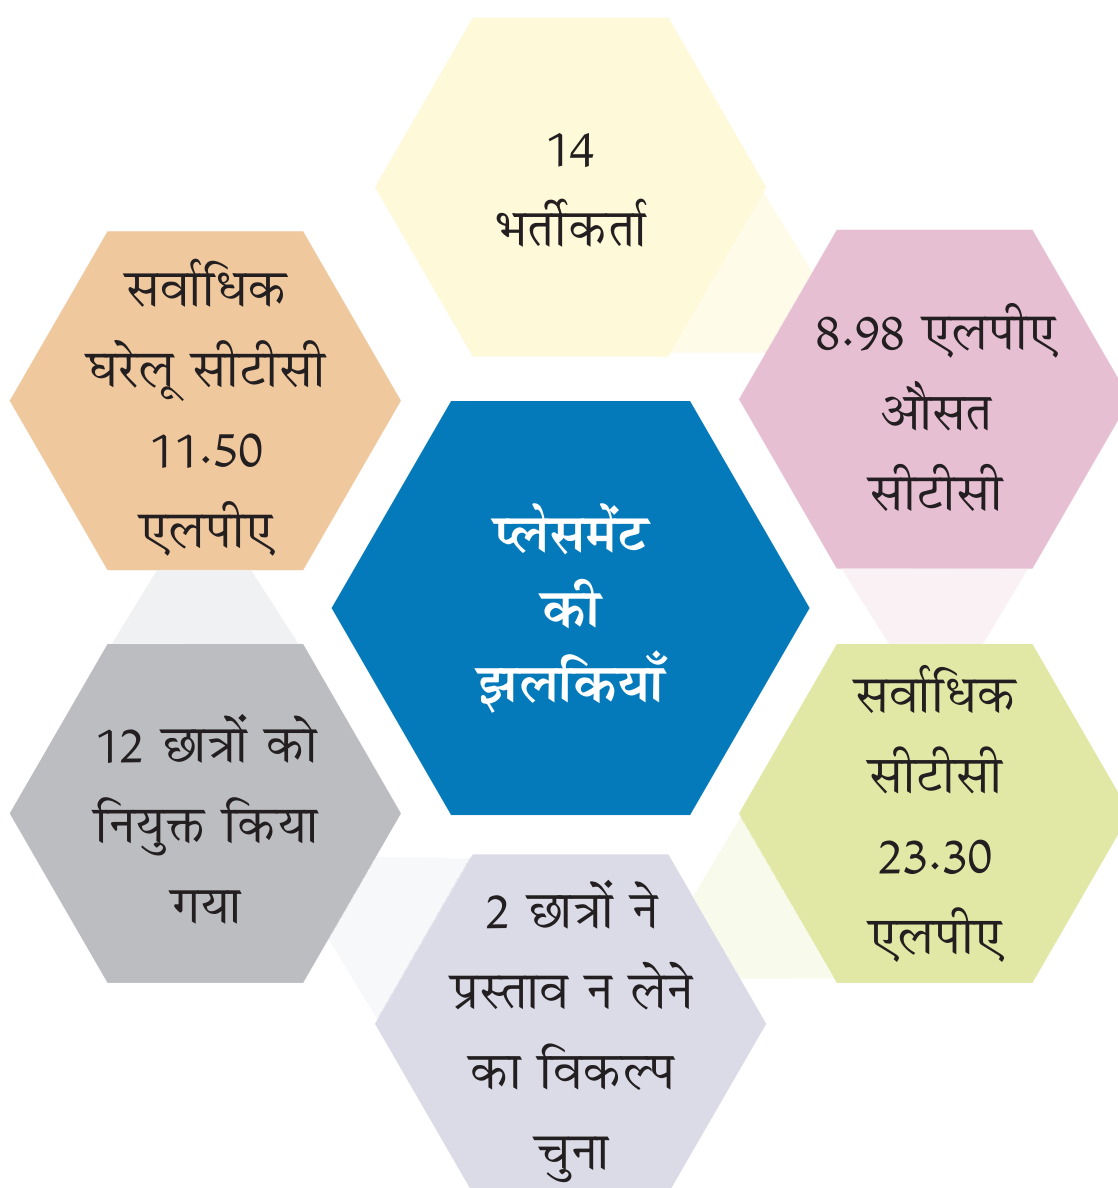 14
भर्तीकर्ता
सर्वाधिक
घरेलू सीटीसी
11.50
एलपीए
8.98 एलपीए
औसत
सीटीसी
प्लेसमेंट
की
झलकियाँ
12 छात्रों को
नियुक्त किया
गया
सर्वाधिक
सीटीसी
23.30
एलपीए
2 छात्रों ने
प्रस्ताव न लेने
का विकल्प
चुना